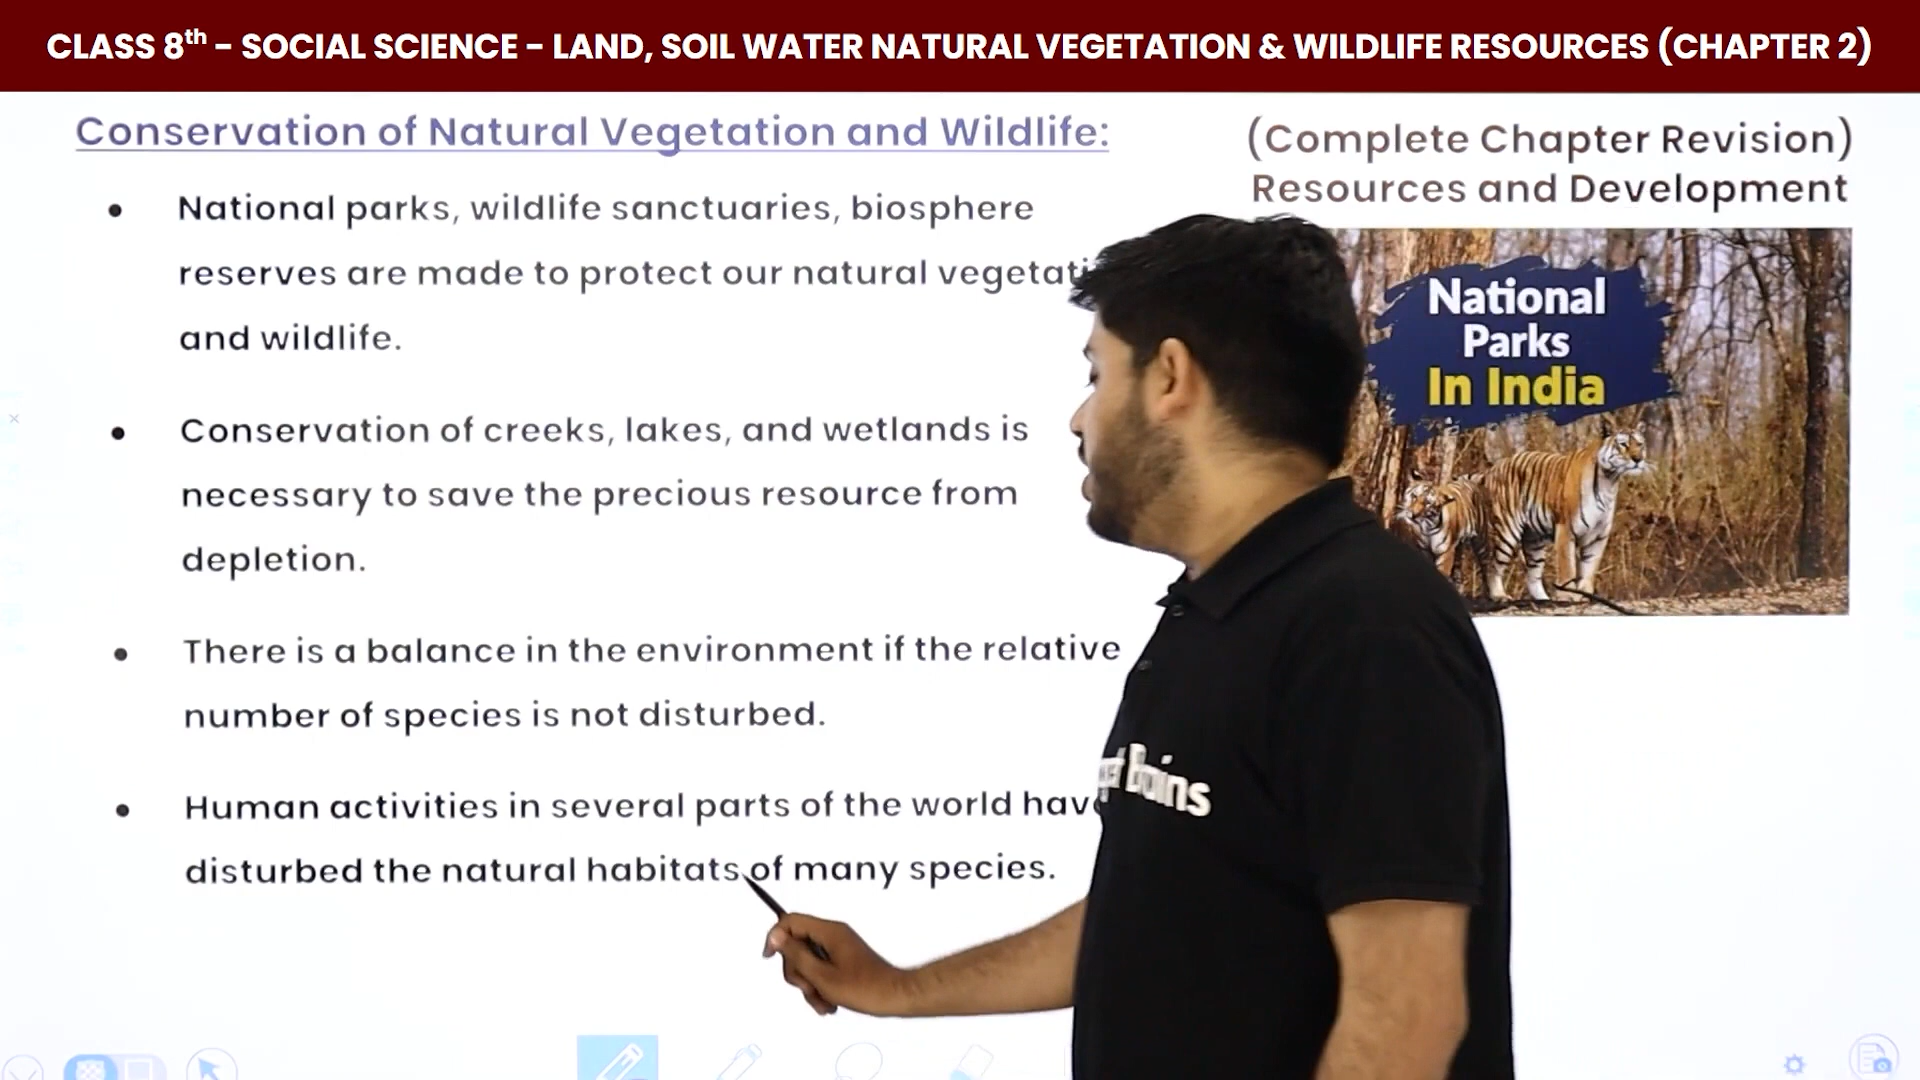 CLASS 8th – SOCIAL SCIENCE – LAND, SOIL WATER NATURAL VEGETATION & WILDLIFE RESOURCES (CHAPTER 2)
Conservation of Natural Vegetation and Wildlife:
(Complete Chapter Revision)
Resources and Development
• National parks, wildlife sanctuaries, biosphere
reserves are made to protect our natural
and wildlife.
• Conservation of creeks, lakes, and wetlands is
necessary to save the precious resource from
depletion.
• There is a balance in the environment if the relative
number of species is not disturbed.
• Human activities in several parts of the world
disturbed the natural habitats of many species.
National
Parks
In India